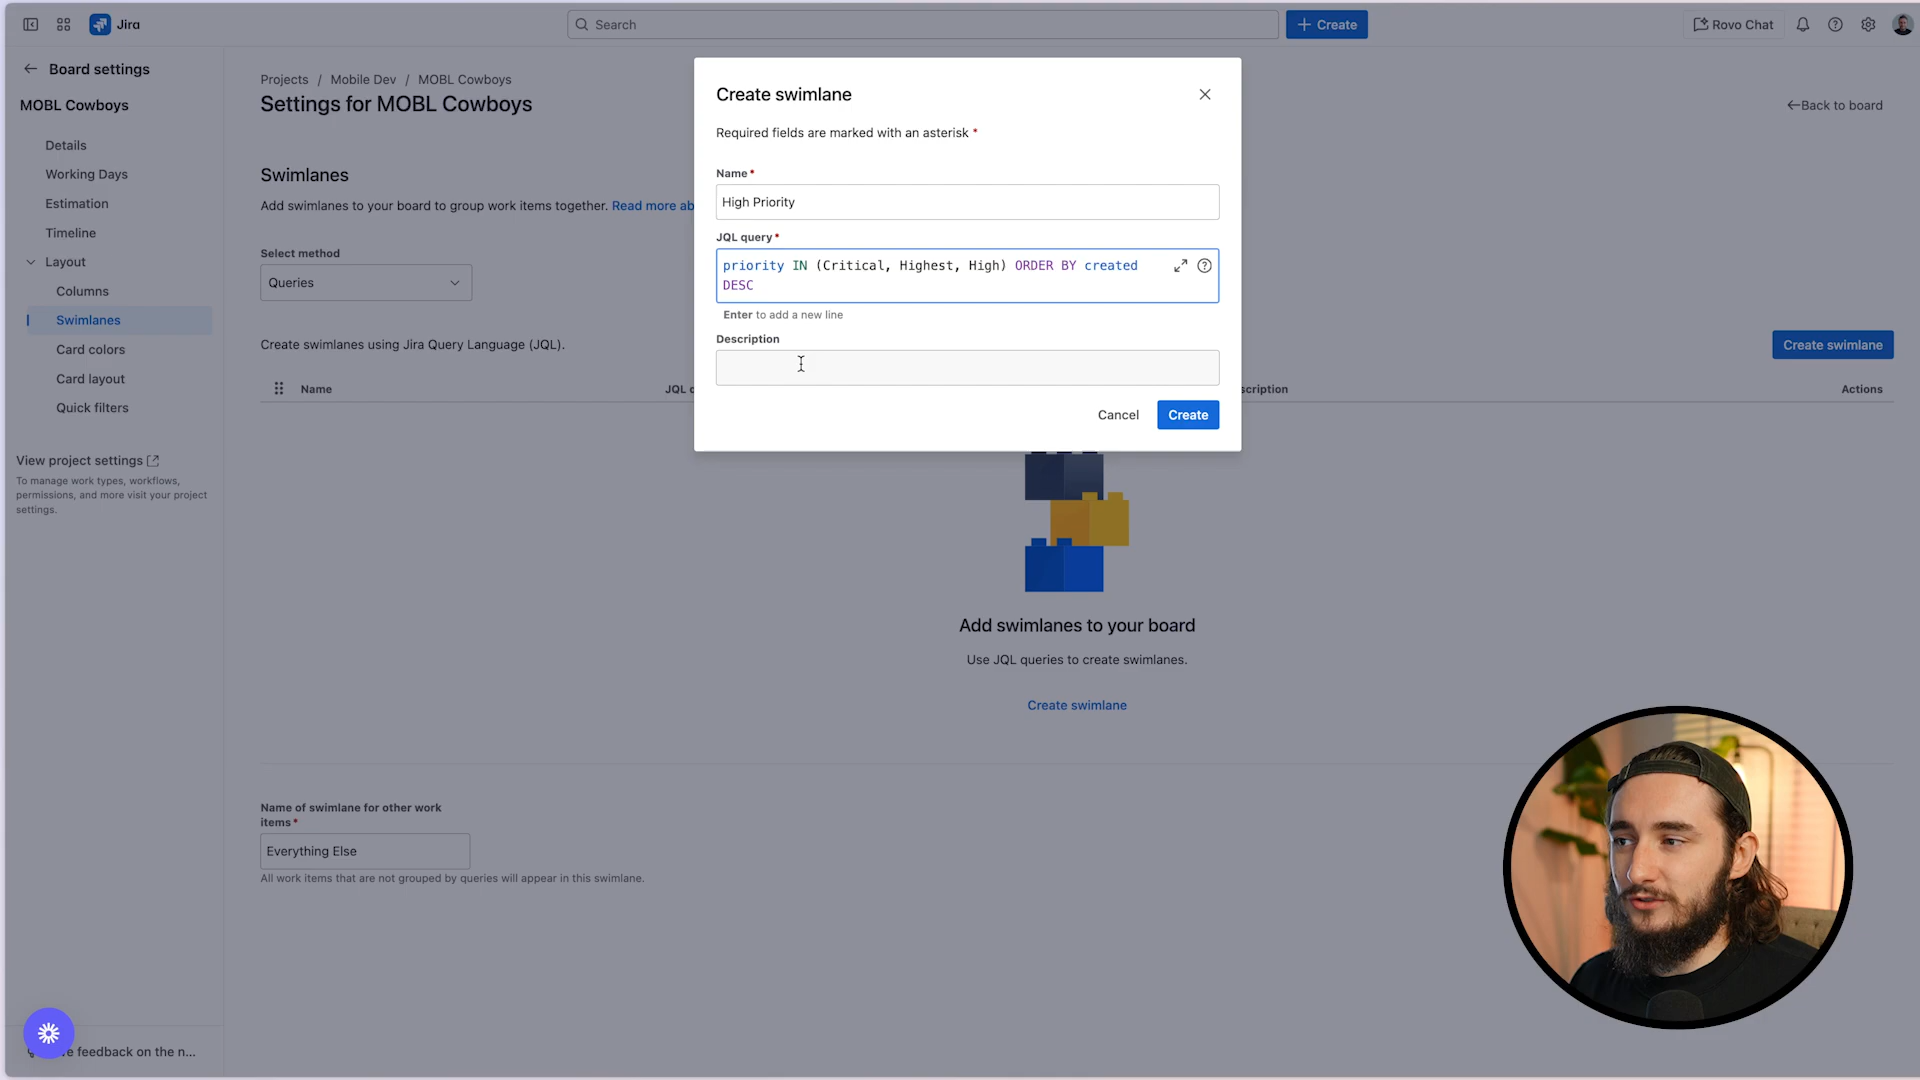 Jira
Search
Create
Rovo Chat
Board settings
MOBL Cowboys
Details
Working Days
Estimation
Timeline
Layout
Columns
Swimlanes
Card colors
Card layout
Quick filters
View project settings
To manage work types, workflows,
permissions, and more visit your project
settings.
e feedback on the n...
Projects / Mobile Dev / MOBL Cowboys
Settings for MOBL Cowboys
←Back to board
Swimlanes
Add swimlanes to your board to group work items together. Read more ab
Select method
Queries
Create swimlanes using Jira Query Language (JQL).
Create swimlane
Name
JQL
scription
Actions
Create swimlane
Required fields are marked with an asterisk *
Name*
High Priority
JQL query*
priority IN (Critical, Highest, High) ORDER BY created
DESC
Enter to add a new line
Description
Cancel
Create
Add swimlanes to your board
Use JQL queries to create swimlanes.
Create swimlane
Name of swimlane for other work
items*
Everything Else
All work items that are not grouped by queries will appear in this swimlane.